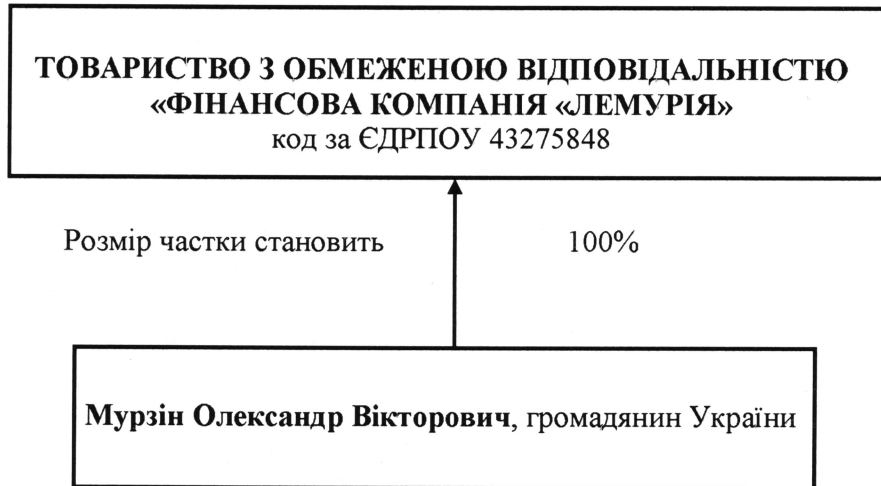 ТОВАРИСТВО З ОБМЕЖЕНОЮ ВІДПОВІДАЛЬНІСТЮ
«ФІНАНСОВА КОМПАНІЯ «ЛЕМУРІЯ»
код за ЄДРПОУ 43275848
Розмір частки становить 100%
Мурзін Олександр Вікторович, громадянин України